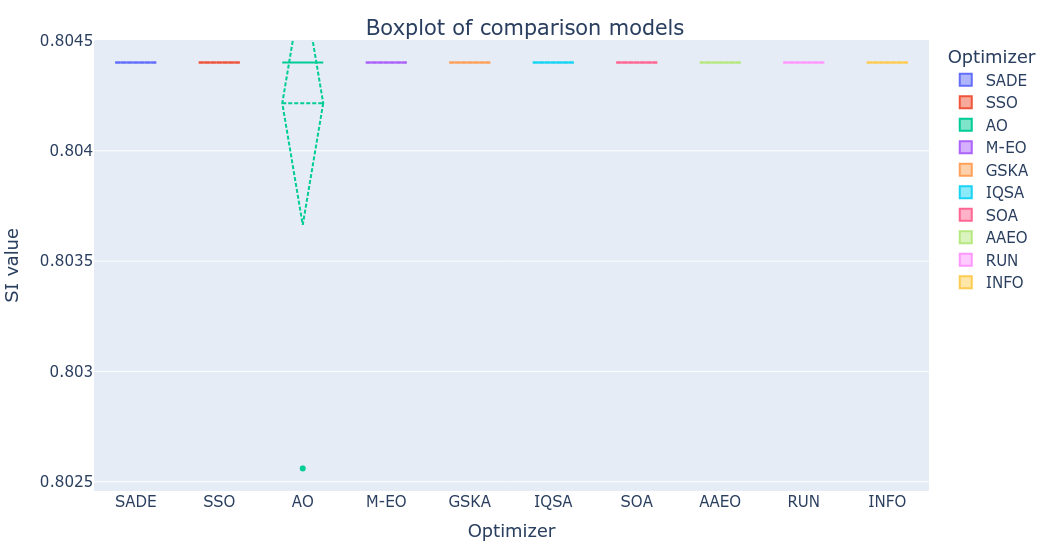 Boxplot of comparison models
SI value
0.8045
0.804
0.8035
0.803
0.8025
SADE
SSO
AO
M-EO
GSKA
IQSA
SOA
AAEO
RUN
INFO
Optimizer
Optimizer
SADE
SSO
AO
M-EO
GSKA
IQSA
SOA
AAEO
RUN
INFO